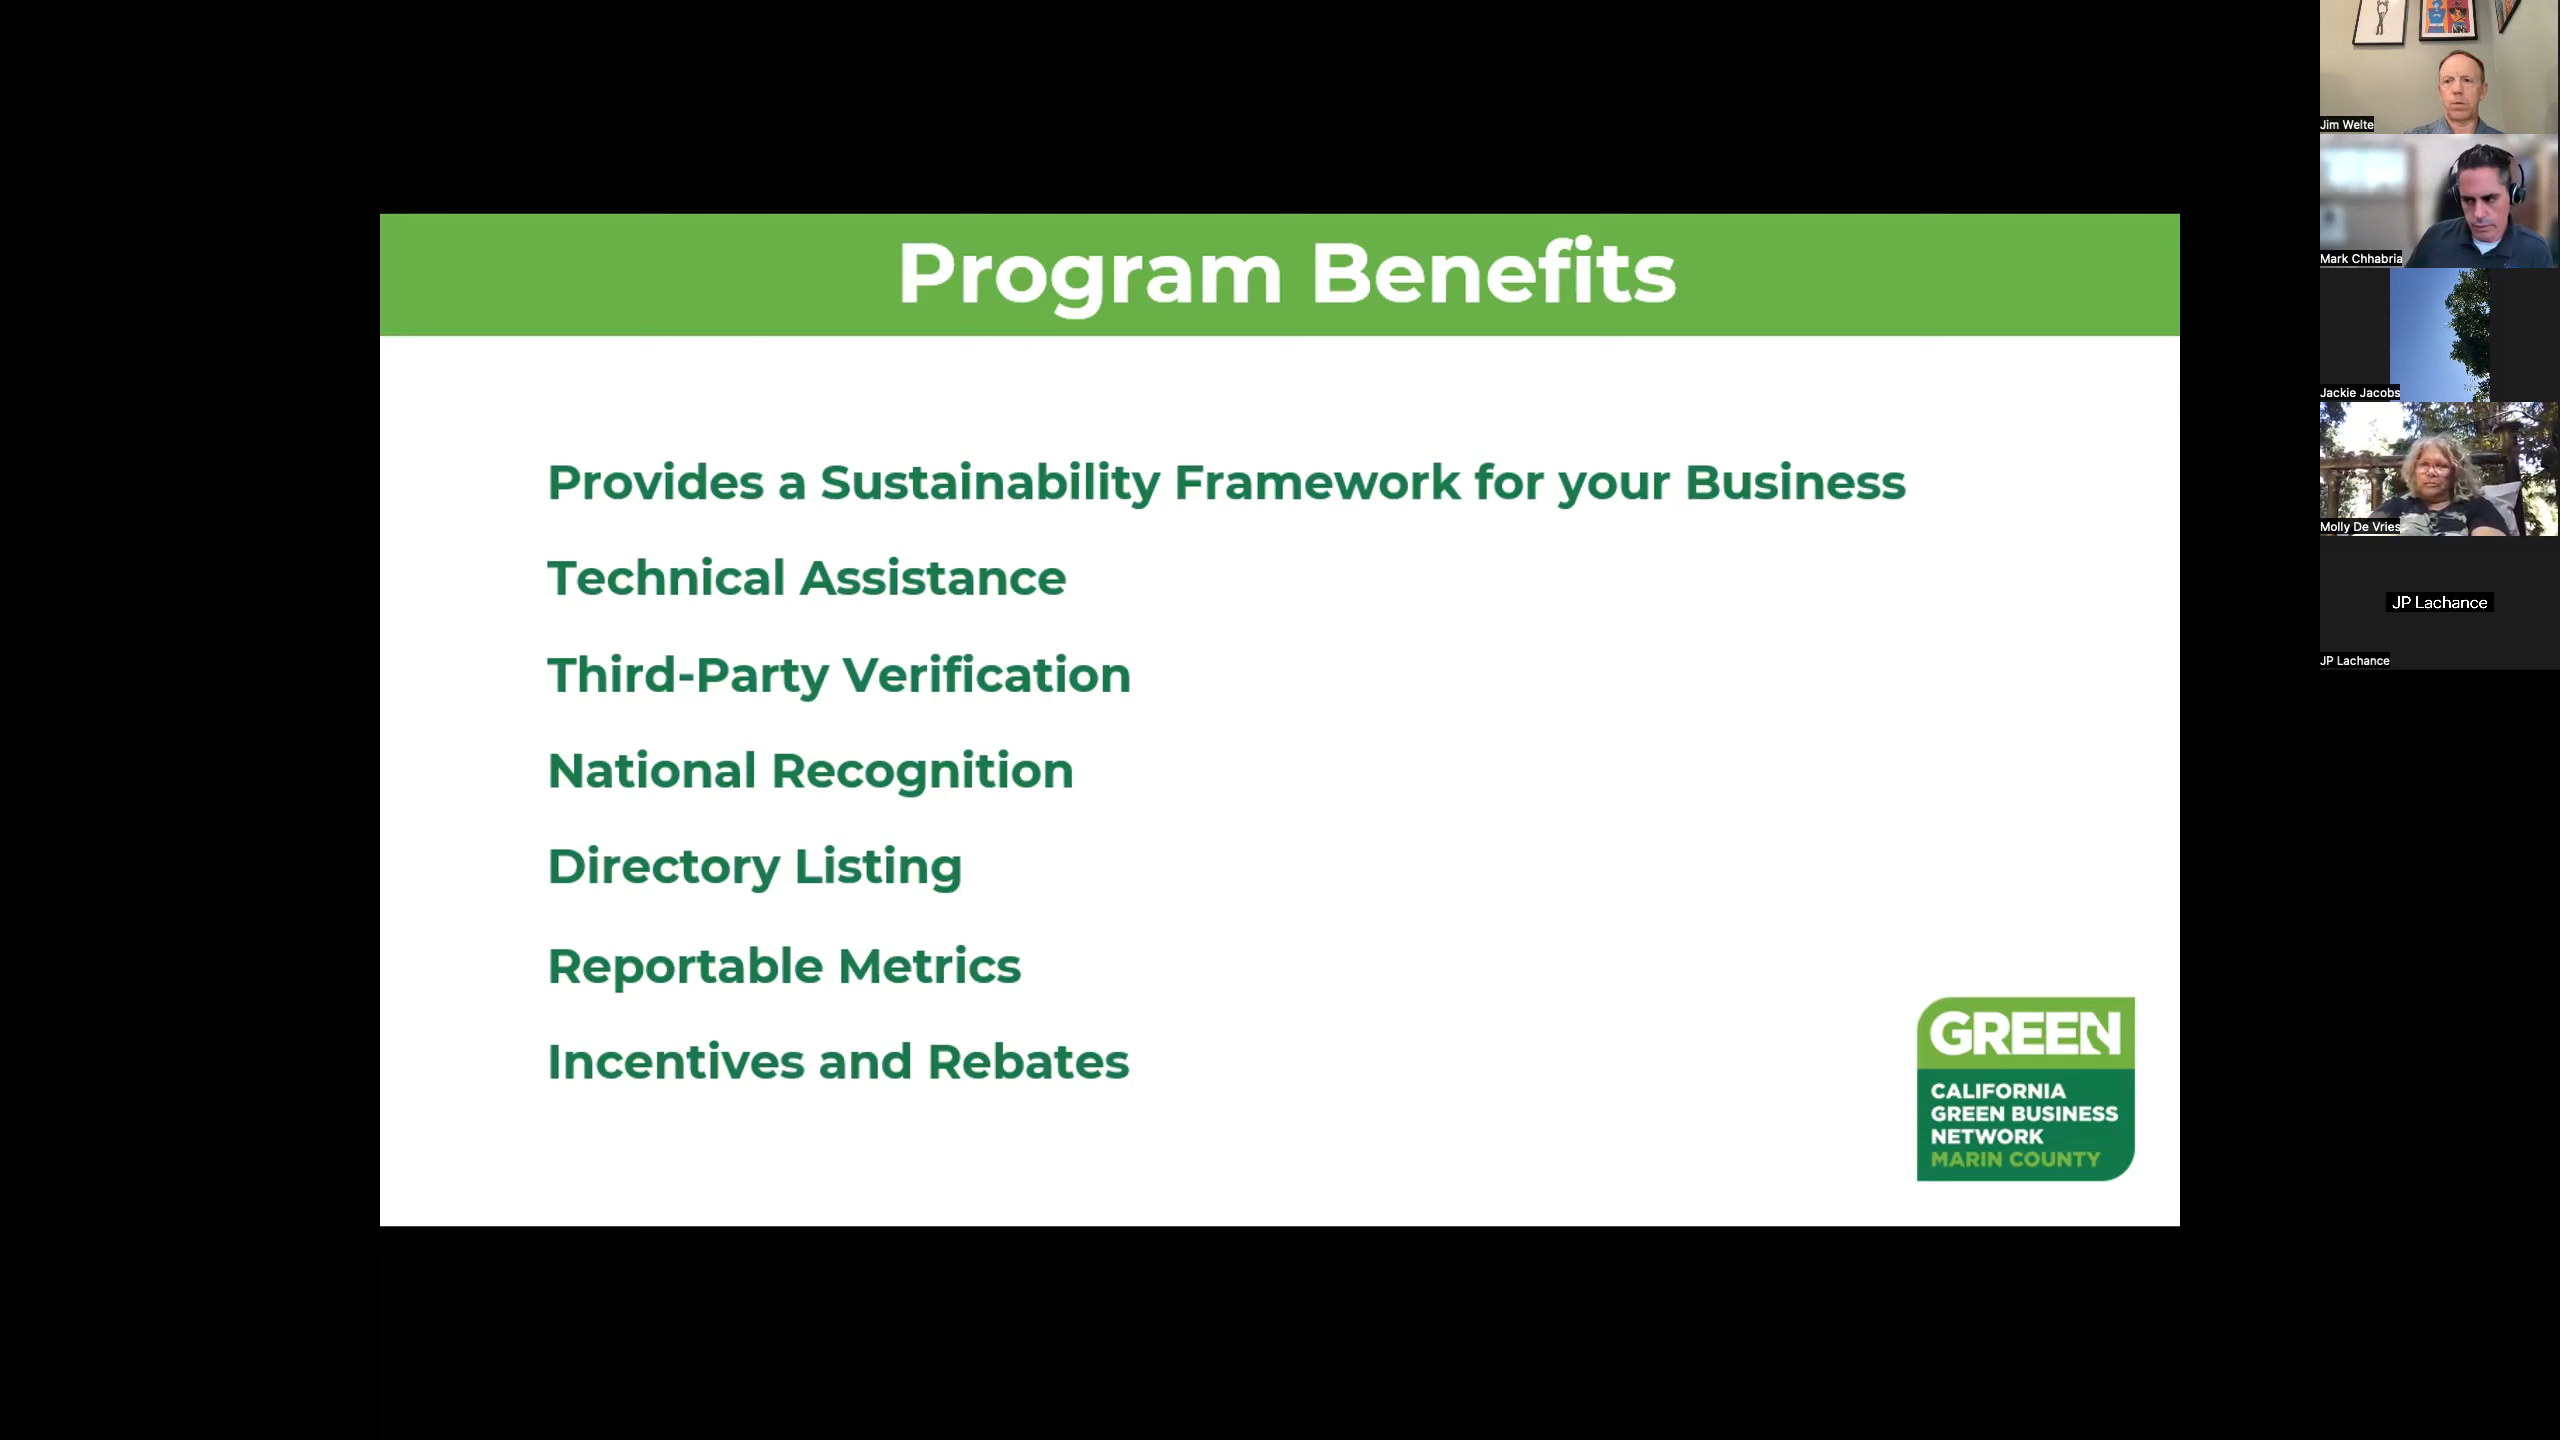 Program Benefits
Provides a Sustainability Framework for your Business
Technical Assistance
Third-Party Verification
National Recognition
Directory Listing
Reportable Metrics
Incentives and Rebates
GREEN
CALIFORNIA
GREEN BUSINESS
NETWORK
MARIN COUNTY
Jim Welte
Mark Chhabria
Jackie Jacobs
Molly De Vries
JP Lachance
JP Lachance